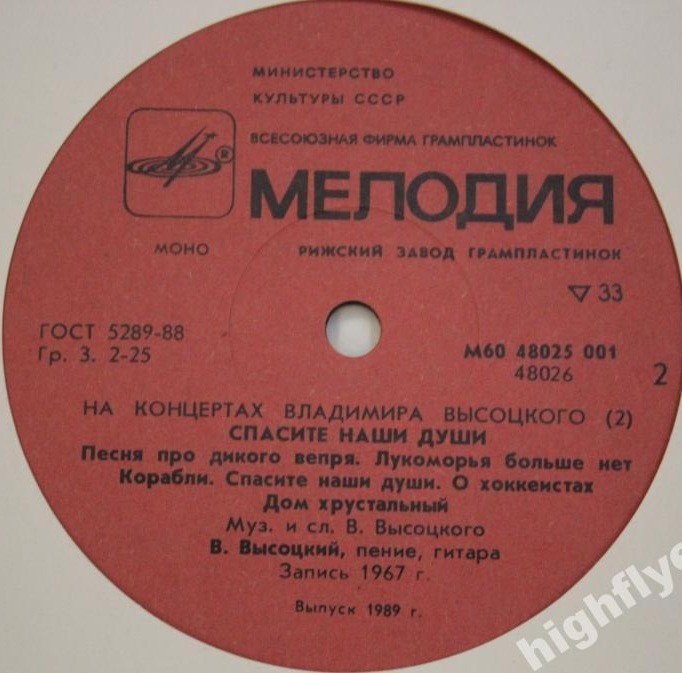 МИНИСТЕРСТВО
КУЛЬТУРЫ СССР
ВСЕСОЮЗНАЯ ФИРМА ГРАМПЛАСТИНОК
®
МЕЛОДИЯ
МОНО РИЖСКИЙ ЗАВОД ГРАМПЛАСТИНОК
▽ 33
ГОСТ 5289-88
Гр. 3. 2-25
М60 48025 001
48026
2
НА КОНЦЕРТАХ ВЛАДИМИРА ВЫСОЦКОГО (2)
СПАСИТЕ НАШИ ДУШИ
Песня про дикого вепря. Лукоморья больше нет
Корабли. Спасите наши души. О хоккеистах
Дом хрустальный
Муз. и сл. В. Высоцкого
В. Высоцкий, пение, гитара
Запись 1967 г.
Выпуск 1989 г.
highflye